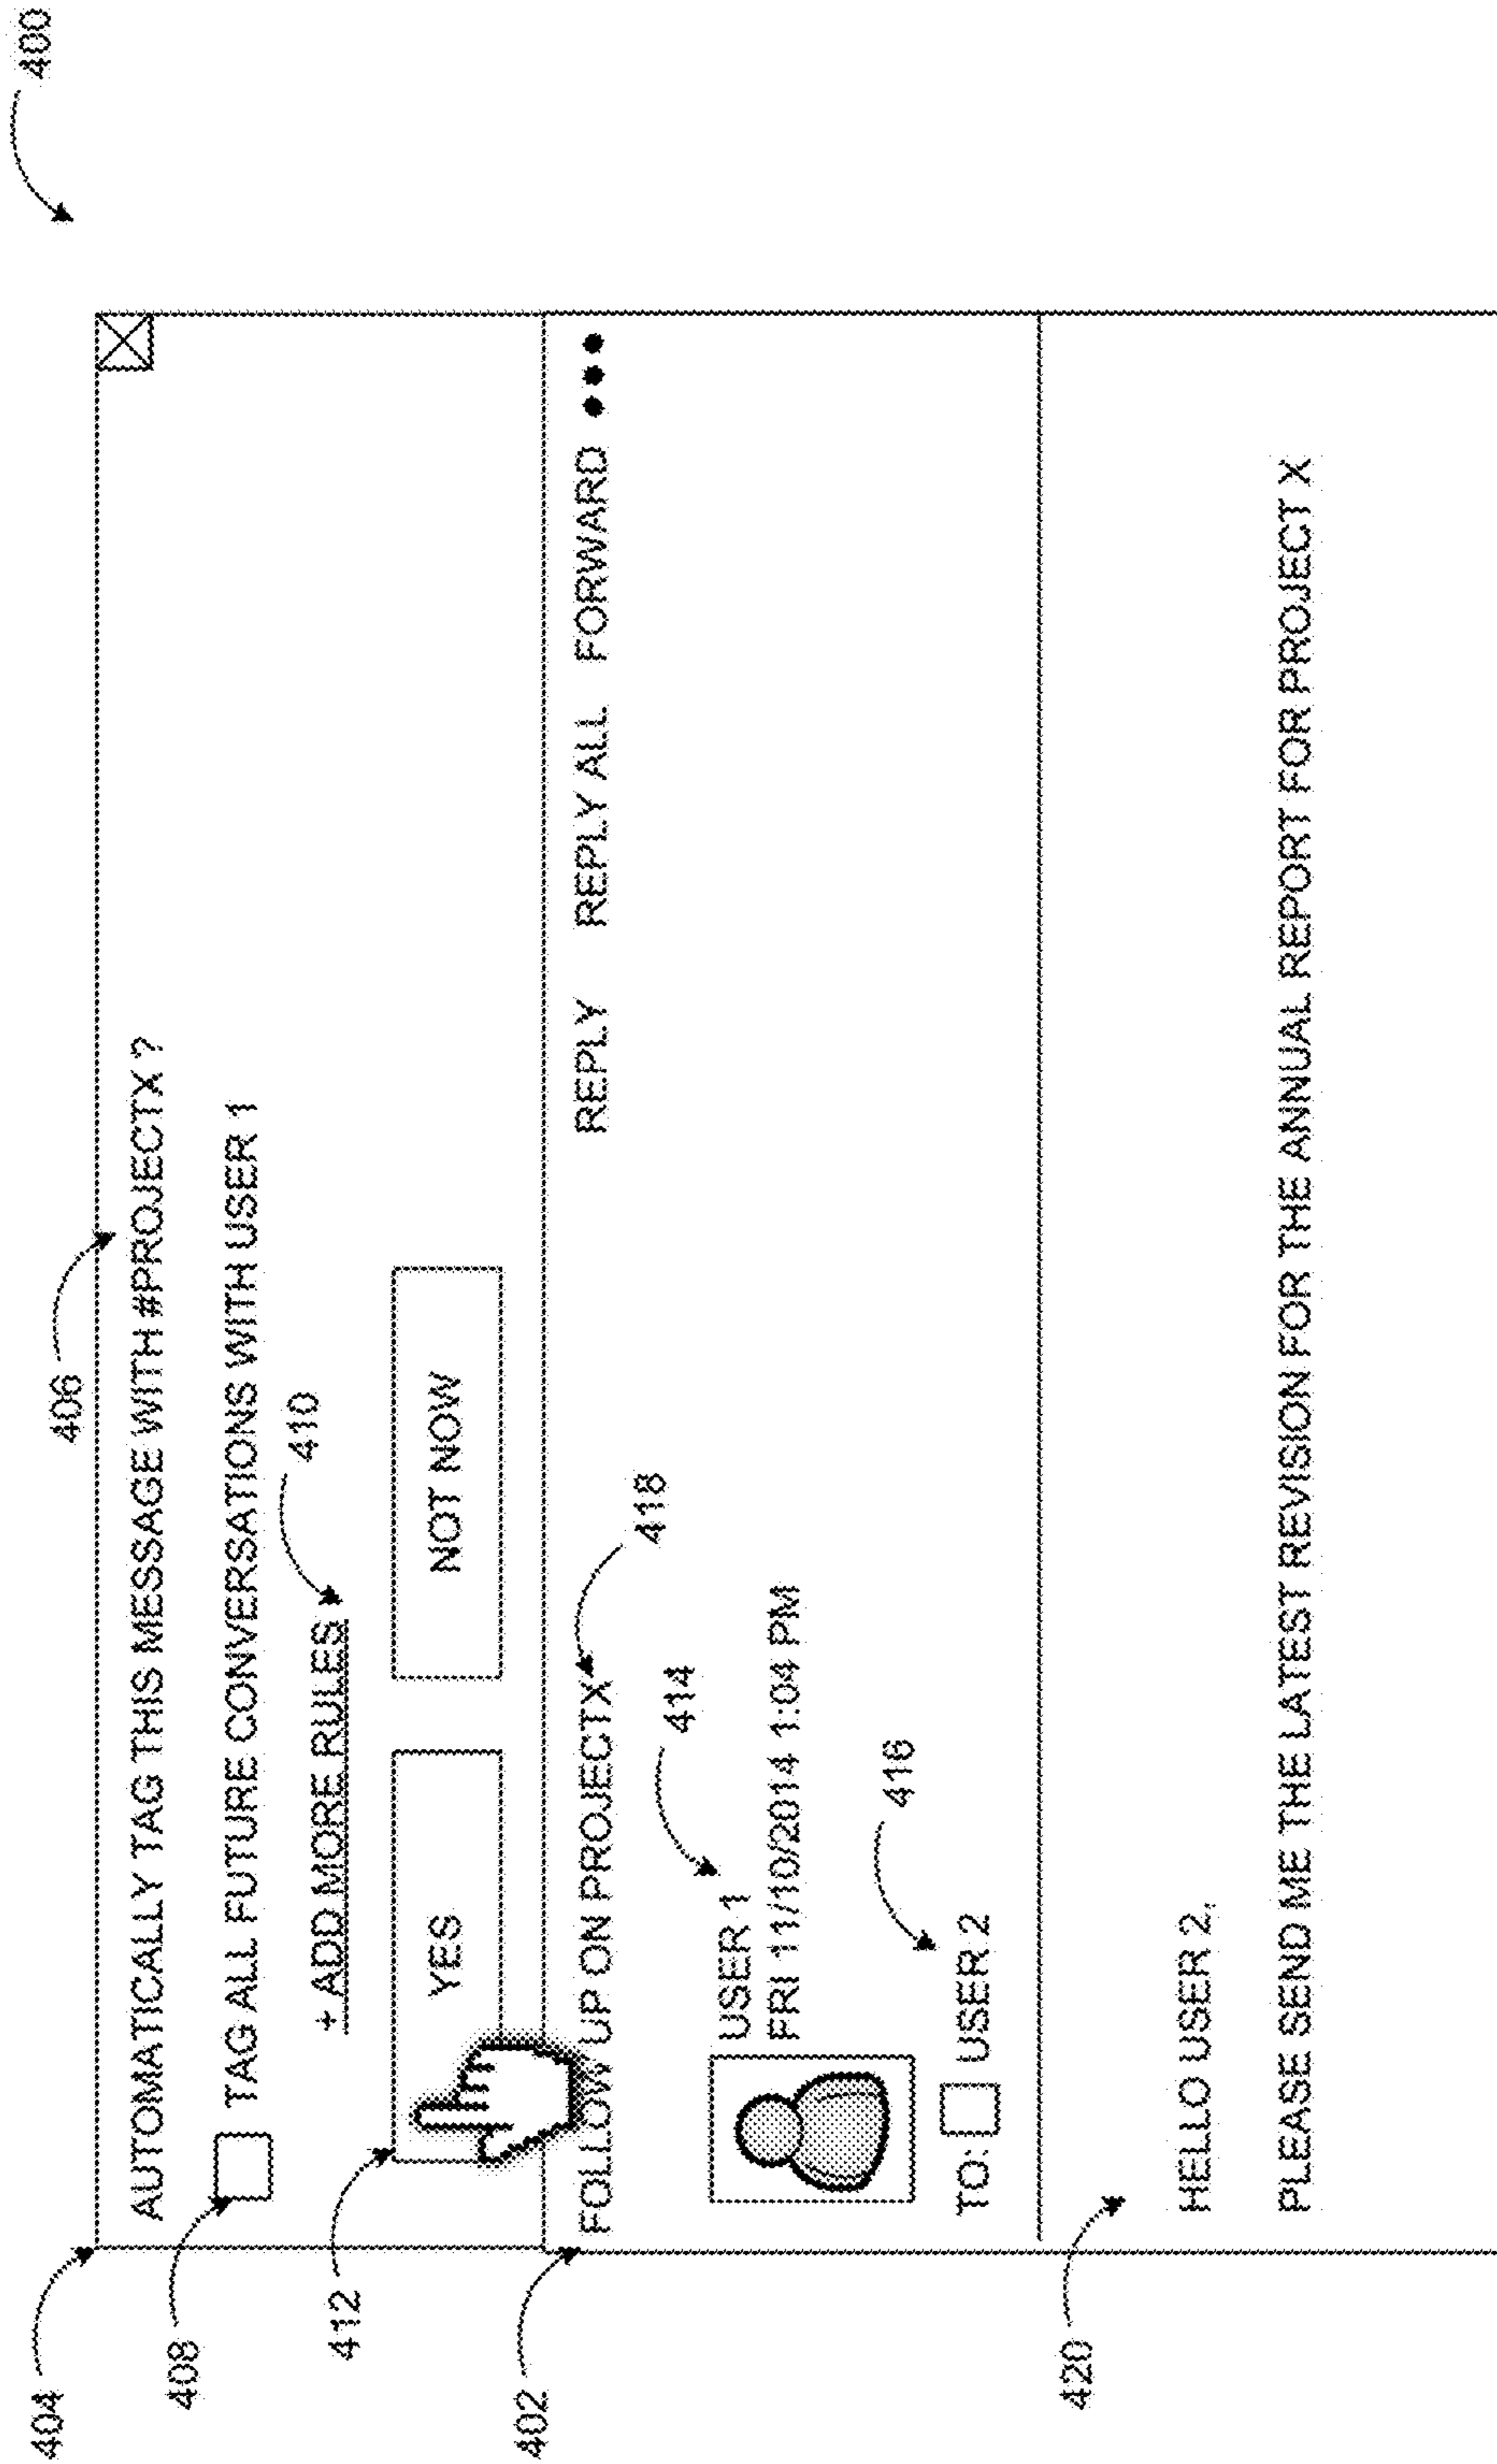 400
404
406
AUTOMATICALLY TAG THIS MESSAGE WITH #PROJECTX ?
408
TAG ALL FUTURE CONVERSATIONS WITH USER 1
410
+ ADD MORE RULES
412
YES NOT NOW
402
FOLLOW UP ON PROJECTX REPLY REPLY ALL FORWARD
418
414
USER 1
FRI 11/10/2014 1:04 PM
416
TO: USER 2
420
HELLO USER 2,
PLEASE SEND ME THE LATEST REVISION FOR THE ANNUAL REPORT FOR PROJECT X